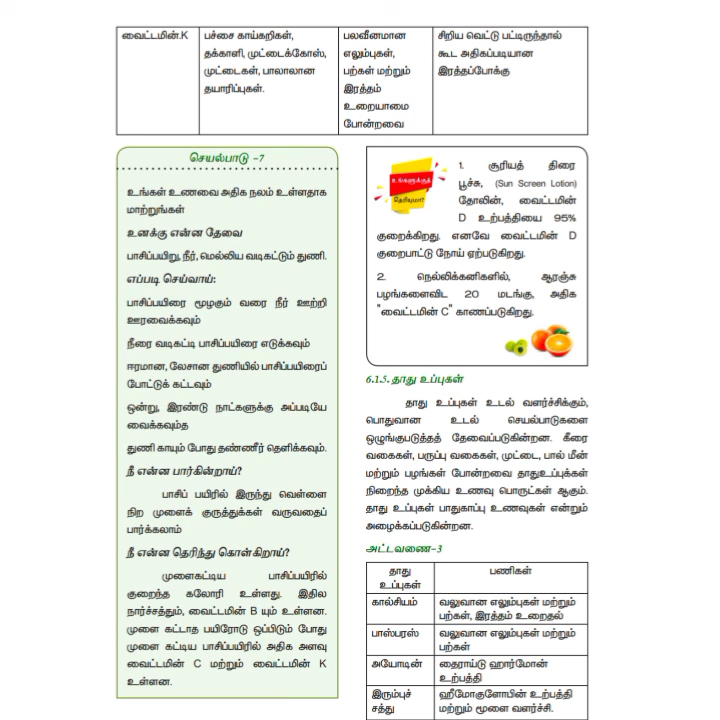 வைட்டமின்.K
பச்சை காய்கறிகள்,
தக்காளி, முட்டைக்கோஸ்,
முட்டைகள், பாலாலான
தயாரிப்புகள்.
பலவீனமான
எலும்புகள்,
பற்கள் மற்றும்
இரத்தம்
உறையாமை
போன்றவை
சிறிய வெட்டு பட்டிருந்தால்
கூட அதிகப்படியான
இரத்தப்போக்கு
செயல்பாடு -7
உங்கள் உணவை அதிக நலம் உள்ளதாக
மாற்றுங்கள்
உனக்கு என்ன தேவை
பாசிப்பயிறு, நீர், மெல்லிய வடிகட்டும் துணி.
எப்படி செய்வாய்:
பாசிப்பயிரை மூழகும் வரை நீர் ஊற்றி
ஊரவைக்கவும்
நீரை வடிகட்டி பாசிப்பயிரை எடுக்கவும்
ஈரமான, லேசான துணியில் பாசிப்பயிரைப்
போட்டுக் கட்டவும்
ஒன்று, இரண்டு நாட்களுக்கு அப்படியே
வைக்கவும்த
துணி காயும் போது தண்ணீர் தெளிக்கவும்.
நீ என்ன பார்கின்றாய்?
பாசிப் பயிரில் இருந்து வெள்ளை
நிற முளைக் குருத்துக்கள் வருவதைப்
பார்க்கலாம்
நீ என்ன தெரிந்து கொள்கிறாய்?
முளைகட்டிய பாசிப்பயிரில்
குறைந்த கலோரி உள்ளது. இதில
நார்ச்சத்தும், வைட்டமின் B யும் உள்ளன.
முளை கட்டாத பயிரோடு ஒப்பிடும் போது
முளை கட்டிய பாசிப்பயிரில் அதிக அளவு
வைட்டமின் C மற்றும் வைட்டமின் K
உள்ளன.
உங்களுக்குத்
தெரியுமா?
1. சூரியத் திரை
பூச்சு, (Sun Screen Lotion)
தோலின், வைட்டமின்
D உற்பத்தியை 95%
குறைக்கிறது. எனவே வைட்டமின் D
குறைபாட்டு நோய் ஏற்படுகிறது.
2. நெல்லிக்கனிகளில், ஆரஞ்சு
பழங்களைவிட 20 மடங்கு, அதிக
"வைட்டமின் C" காணப்படுகிறது.
6.1.5. தாது உப்புகள்
தாது உப்புகள் உடல் வளர்ச்சிக்கும்,
பொதுவான உடல் செயல்பாடுகளை
ஒழுங்குபடுத்தத் தேவைப்படுகின்றன. கீரை
வகைகள், பருப்பு வகைகள், முட்டை, பால் மீன்
மற்றும் பழங்கள் போன்றவை தாதுஉப்புக்கள்
நிறைந்த முக்கிய உணவு பொருட்கள் ஆகும்.
தாது உப்புகள் பாதுகாப்பு உணவுகள் என்றும்
அழைக்கப்படுகின்றன.
அட்டவணை-3
தாது
உப்புகள்
பணிகள்
கால்சியம்
வலுவான எலும்புகள் மற்றும்
பற்கள், இரத்தம் உறைதல்
பாஸ்பரஸ்
வலுவான எலும்புகள் மற்றும்
பற்கள்
அயோடின்
தைராய்டு ஹார்மோன்
உற்பத்தி
இரும்புச்
சத்து
ஹீமோகுளோபின் உற்பத்தி
மற்றும் மூளை வளர்ச்சி.